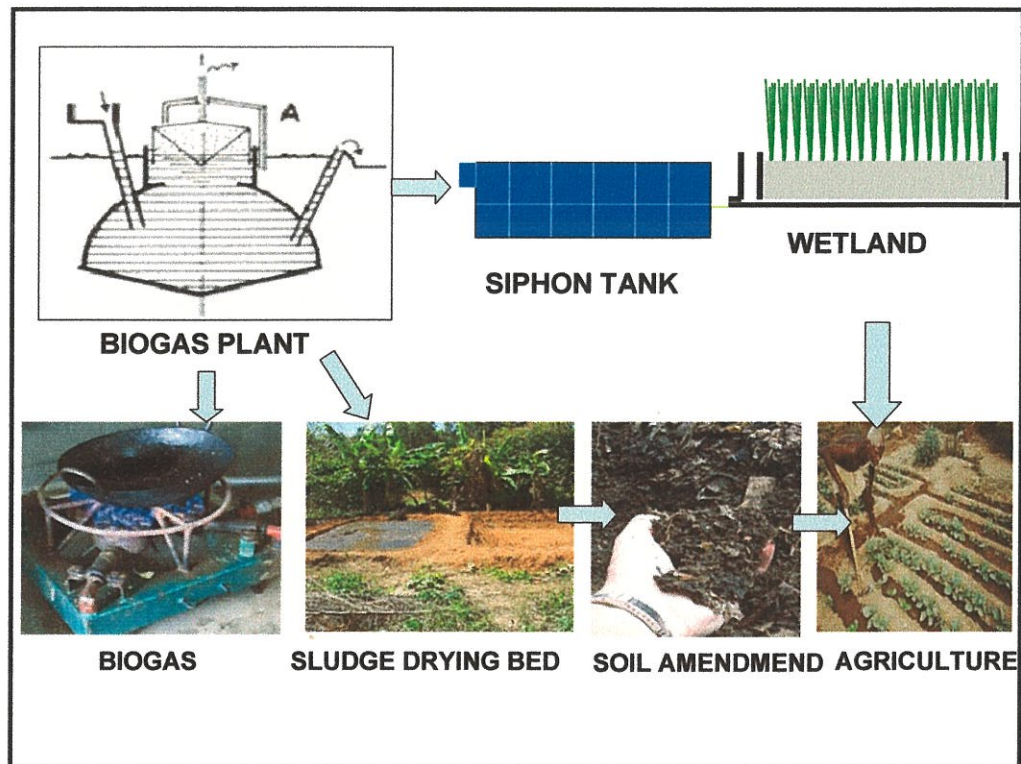 A
WETLAND
SIPHON TANK
BIOGAS PLANT
BIOGAS
SLUDGE DRYING BED
SOIL AMENDMEND
AGRICULTURE